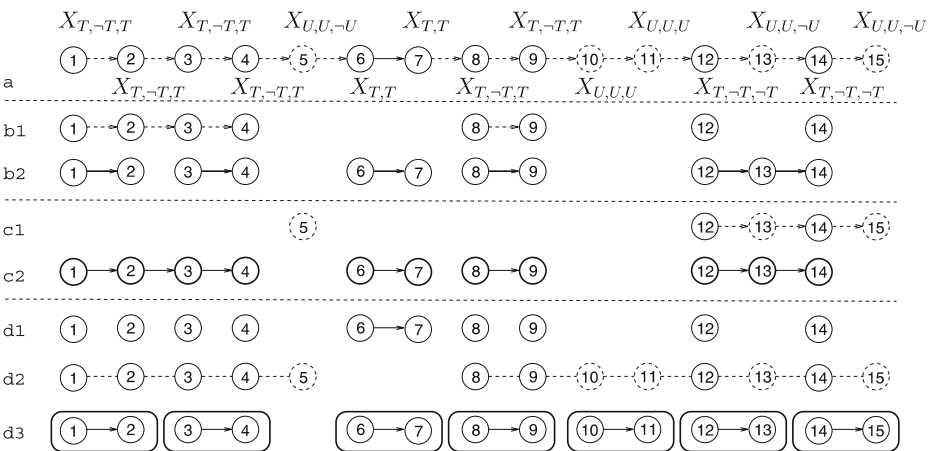 X_{T,¬T,T} X_{T,¬T,T} X_{U,U,¬U} X_{T,T} X_{T,¬T,T} X_{U,U,U} X_{U,U,¬U} X_{U,U,¬U}
a 1 2 3 4 5 6 7 8 9 10 11 12 13 14 15
X_{T,¬T,T} X_{T,¬T,T} X_{T,T} X_{T,¬T,T} X_{U,U,U} X_{T,¬T,¬T} X_{T,¬T,¬T}
b1 1 2 3 4 8 9 12 14
b2 1 2 3 4 6 7 8 9 12 13 14
c1 5 12 13 14 15
c2 1 2 3 4 6 7 8 9 12 13 14
d1 1 2 3 4 6 7 8 9 12 14
d2 1 2 3 4 5 8 9 10 11 12 13 14 15
d3 1 2 3 4 6 7 8 9 10 11 12 13 14 15